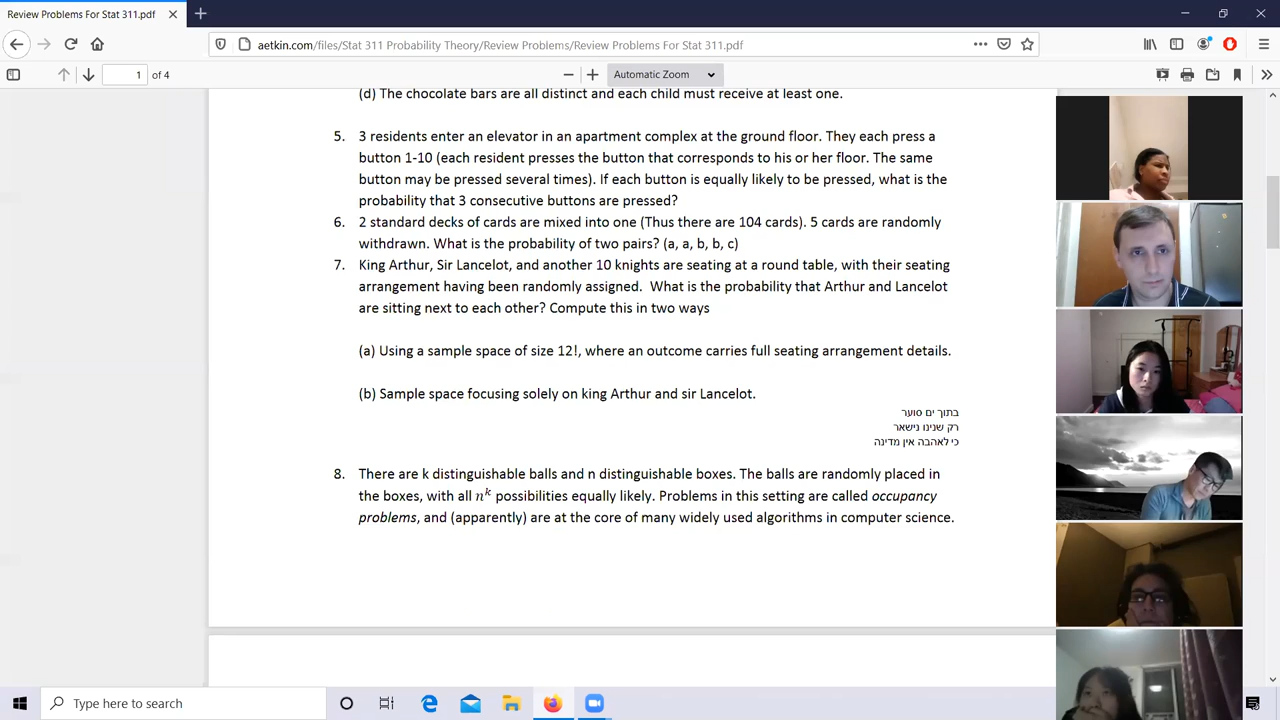 Review Problems For Stat 311.pdf
aetkin.com/files/Stat 311 Probability Theory/Review Problems/Review Problems For Stat 311.pdf
1 of 4
Automatic Zoom
(d) The chocolate bars are all distinct and each child must receive at least one.
5. 3 residents enter an elevator in an apartment complex at the ground floor. They each press a
button 1-10 (each resident presses the button that corresponds to his or her floor. The same
button may be pressed several times). If each button is equally likely to be pressed, what is the
probability that 3 consecutive buttons are pressed?
6. 2 standard decks of cards are mixed into one (Thus there are 104 cards). 5 cards are randomly
withdrawn. What is the probability of two pairs? (a, a, b, b, c)
7. King Arthur, Sir Lancelot, and another 10 knights are seating at a round table, with their seating
arrangement having been randomly assigned. What is the probability that Arthur and Lancelot
are sitting next to each other? Compute this in two ways
(a) Using a sample space of size 12!, where an outcome carries full seating arrangement details.
(b) Sample space focusing solely on king Arthur and sir Lancelot.
בתוך ים סוער
רק שנינו נישאר
כי לאהבה אין מדינה
8. There are k distinguishable balls and n distinguishable boxes. The balls are randomly placed in
the boxes, with all n^k possibilities equally likely. Problems in this setting are called occupancy
problems, and (apparently) are at the core of many widely used algorithms in computer science.
Type here to search